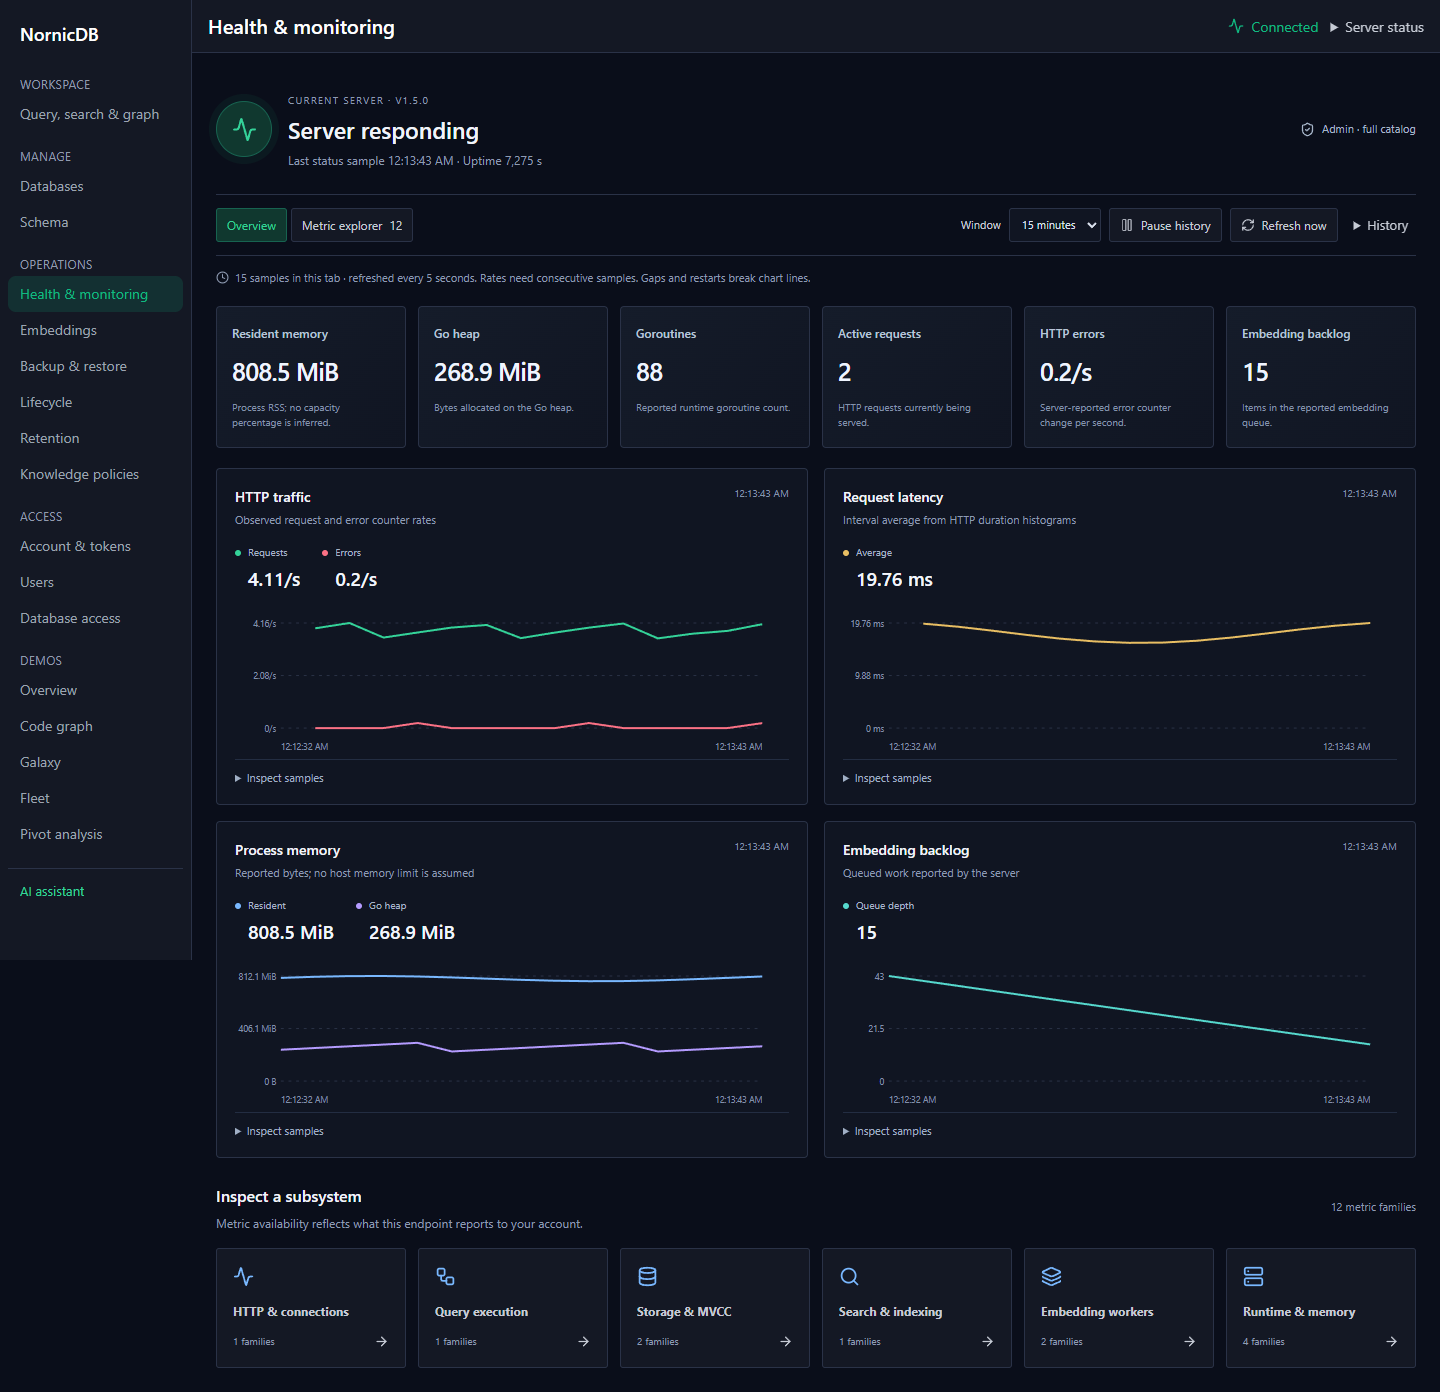 NornicDB
WORKSPACE
Query, search & graph
MANAGE
Databases
Schema
OPERATIONS
Health & monitoring
Embeddings
Backup & restore
Lifecycle
Retention
Knowledge policies
ACCESS
Account & tokens
Users
Database access
DEMOS
Overview
Code graph
Galaxy
Fleet
Pivot analysis
AI assistant
Health & monitoring
Connected
Server status
CURRENT SERVER · V1.5.0
Server responding
Last status sample 12:13:43 AM · Uptime 7,275 s
Admin · full catalog
Overview
Metric explorer 12
Window
15 minutes
Pause history
Refresh now
History
15 samples in this tab · refreshed every 5 seconds. Rates need consecutive samples. Gaps and restarts break chart lines.
Resident memory
808.5 MiB
Process RSS; no capacity
percentage is inferred.
Go heap
268.9 MiB
Bytes allocated on the Go heap.
Goroutines
88
Reported runtime goroutine count.
Active requests
2
HTTP requests currently being
served.
HTTP errors
0.2/s
Server-reported error counter
change per second.
Embedding backlog
15
Items in the reported embedding
queue.
HTTP traffic
12:13:43 AM
Observed request and error counter rates
Requests
Errors
4.11/s
0.2/s
4.16/s
2.08/s
0/s
12:12:32 AM
12:13:43 AM
Inspect samples
Request latency
12:13:43 AM
Interval average from HTTP duration histograms
Average
19.76 ms
19.76 ms
9.88 ms
0 ms
12:12:32 AM
12:13:43 AM
Inspect samples
Process memory
12:13:43 AM
Reported bytes; no host memory limit is assumed
Resident
Go heap
808.5 MiB
268.9 MiB
812.1 MiB
406.1 MiB
0 B
12:12:32 AM
12:13:43 AM
Inspect samples
Embedding backlog
12:13:43 AM
Queued work reported by the server
Queue depth
15
43
21.5
0
12:12:32 AM
12:13:43 AM
Inspect samples
Inspect a subsystem
Metric availability reflects what this endpoint reports to your account.
12 metric families
HTTP & connections
1 families
Query execution
1 families
Storage & MVCC
2 families
Search & indexing
1 families
Embedding workers
2 families
Runtime & memory
4 families